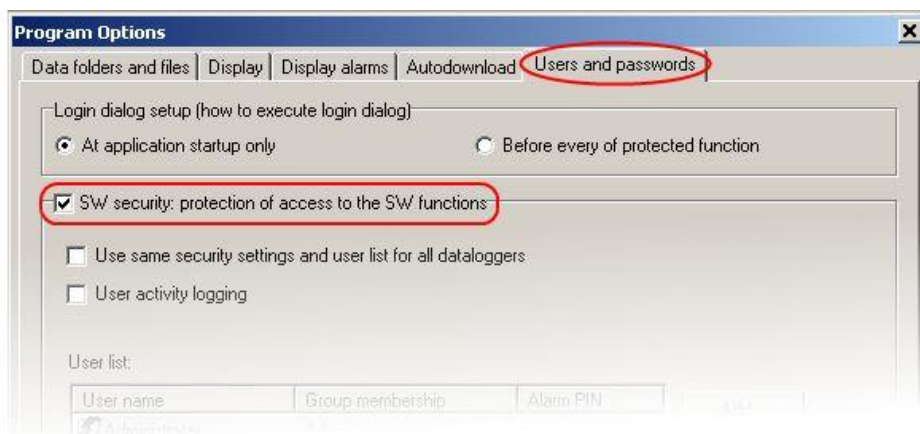 Program Options
Data folders and files Display Display alarms Autodownload Users and passwords
Login dialog setup (how to execute login dialog)
At application startup only Before every of protected function
SW security: protection of access to the SW functions
Use same security settings and user list for all dataloggers
User activity logging
User list:
User name Group membership Alarm PIN Add
Administrator